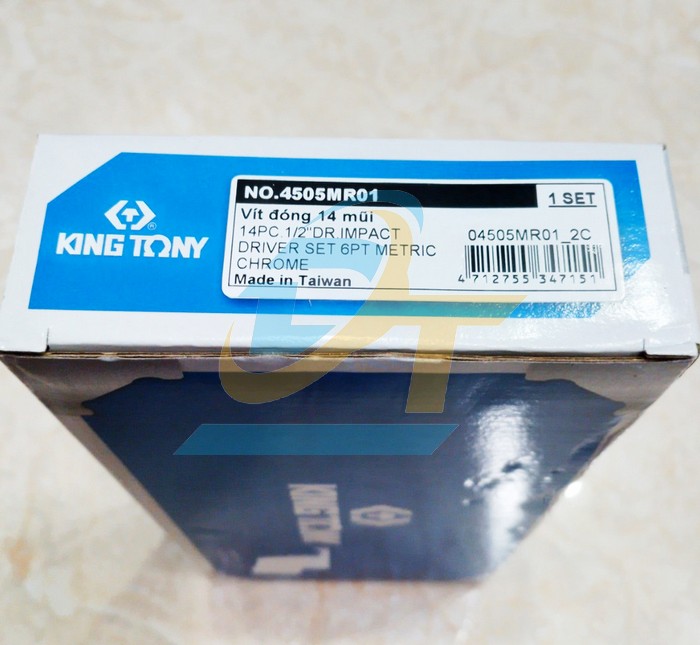 NO.4505MR01
1 SET
Vít đóng 14 mũi
14PC.1/2"DR.IMPACT
DRIVER SET 6PT METRIC
CHROME
Made in Taiwan
04505MR01_2C
4 712755 347151
KING TONY
®
KING TONY